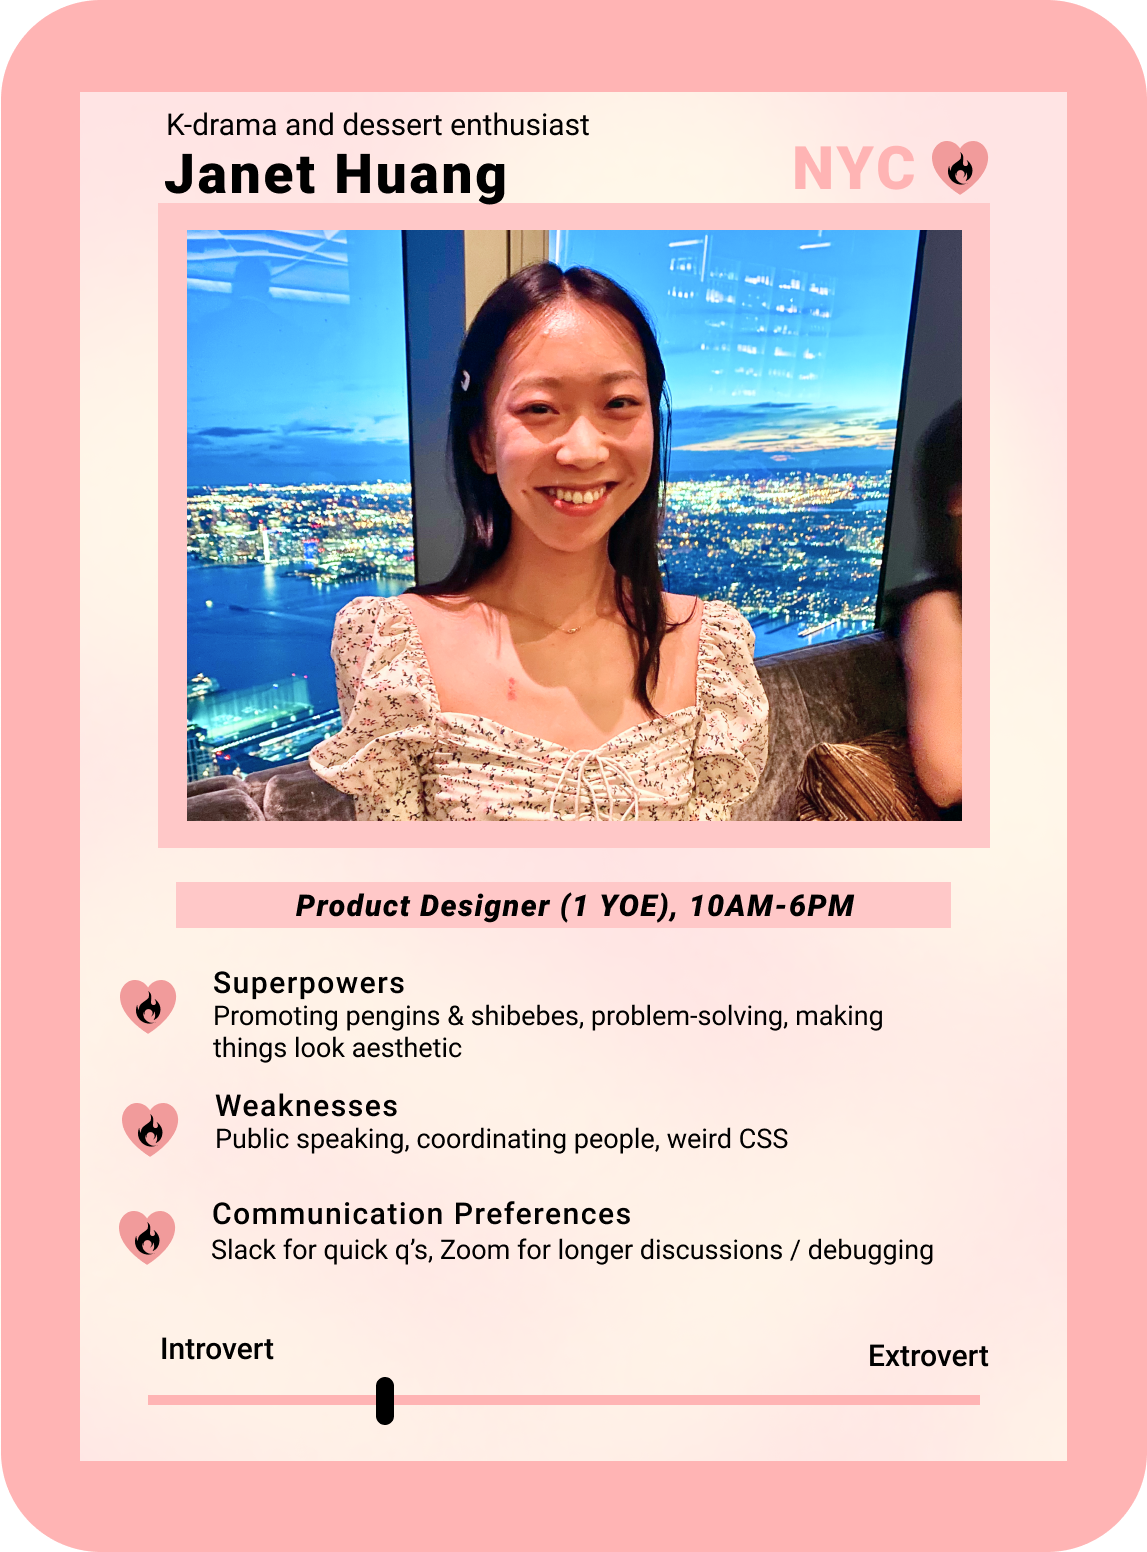 K-drama and dessert enthusiast
Janet Huang
NYC
Product Designer (1 YOE), 10AM-6PM
Superpowers
Promoting pengins & shibebes, problem-solving, making
things look aesthetic
Weaknesses
Public speaking, coordinating people, weird CSS
Communication Preferences
Slack for quick q’s, Zoom for longer discussions / debugging
Introvert
Extrovert